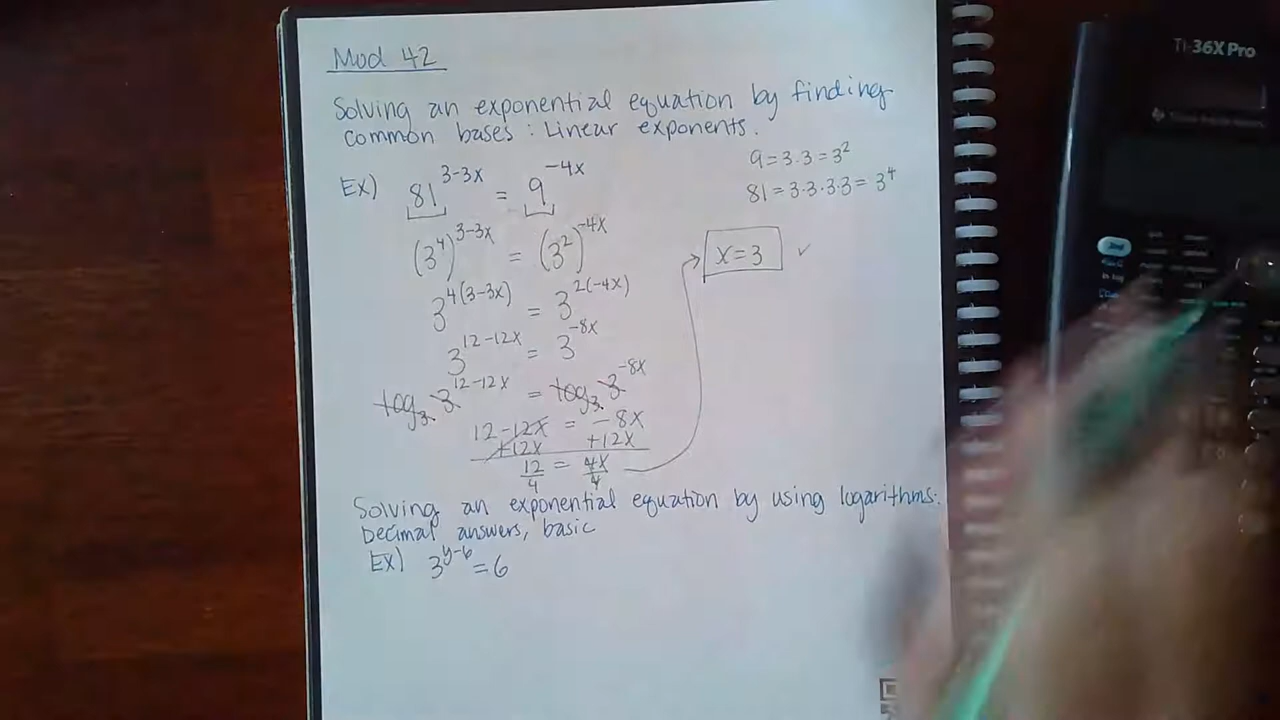 Mod 42
Solving an exponential equation by finding
common bases : Linear exponents.
9 = 3·3 = 3²
81 = 3·3·3·3 = 3⁴
Ex) 81^(3-3x) = 9^(-4x)
(3⁴)^(3-3x) = (3²)^(-4x)
3^(4(3-3x)) = 3^(2(-4x))
3^(12-12x) = 3^(-8x)
log₃ 3^(12-12x) = log₃ 3^(-8x)
12-12x = -8x
+12x +12x
12/4 = 4x/4
x = 3 ✓
Solving an exponential equation by using logarithms:
Decimal answers, basic
Ex) 3^(y-6) = 6
TI-36X Pro
2nd